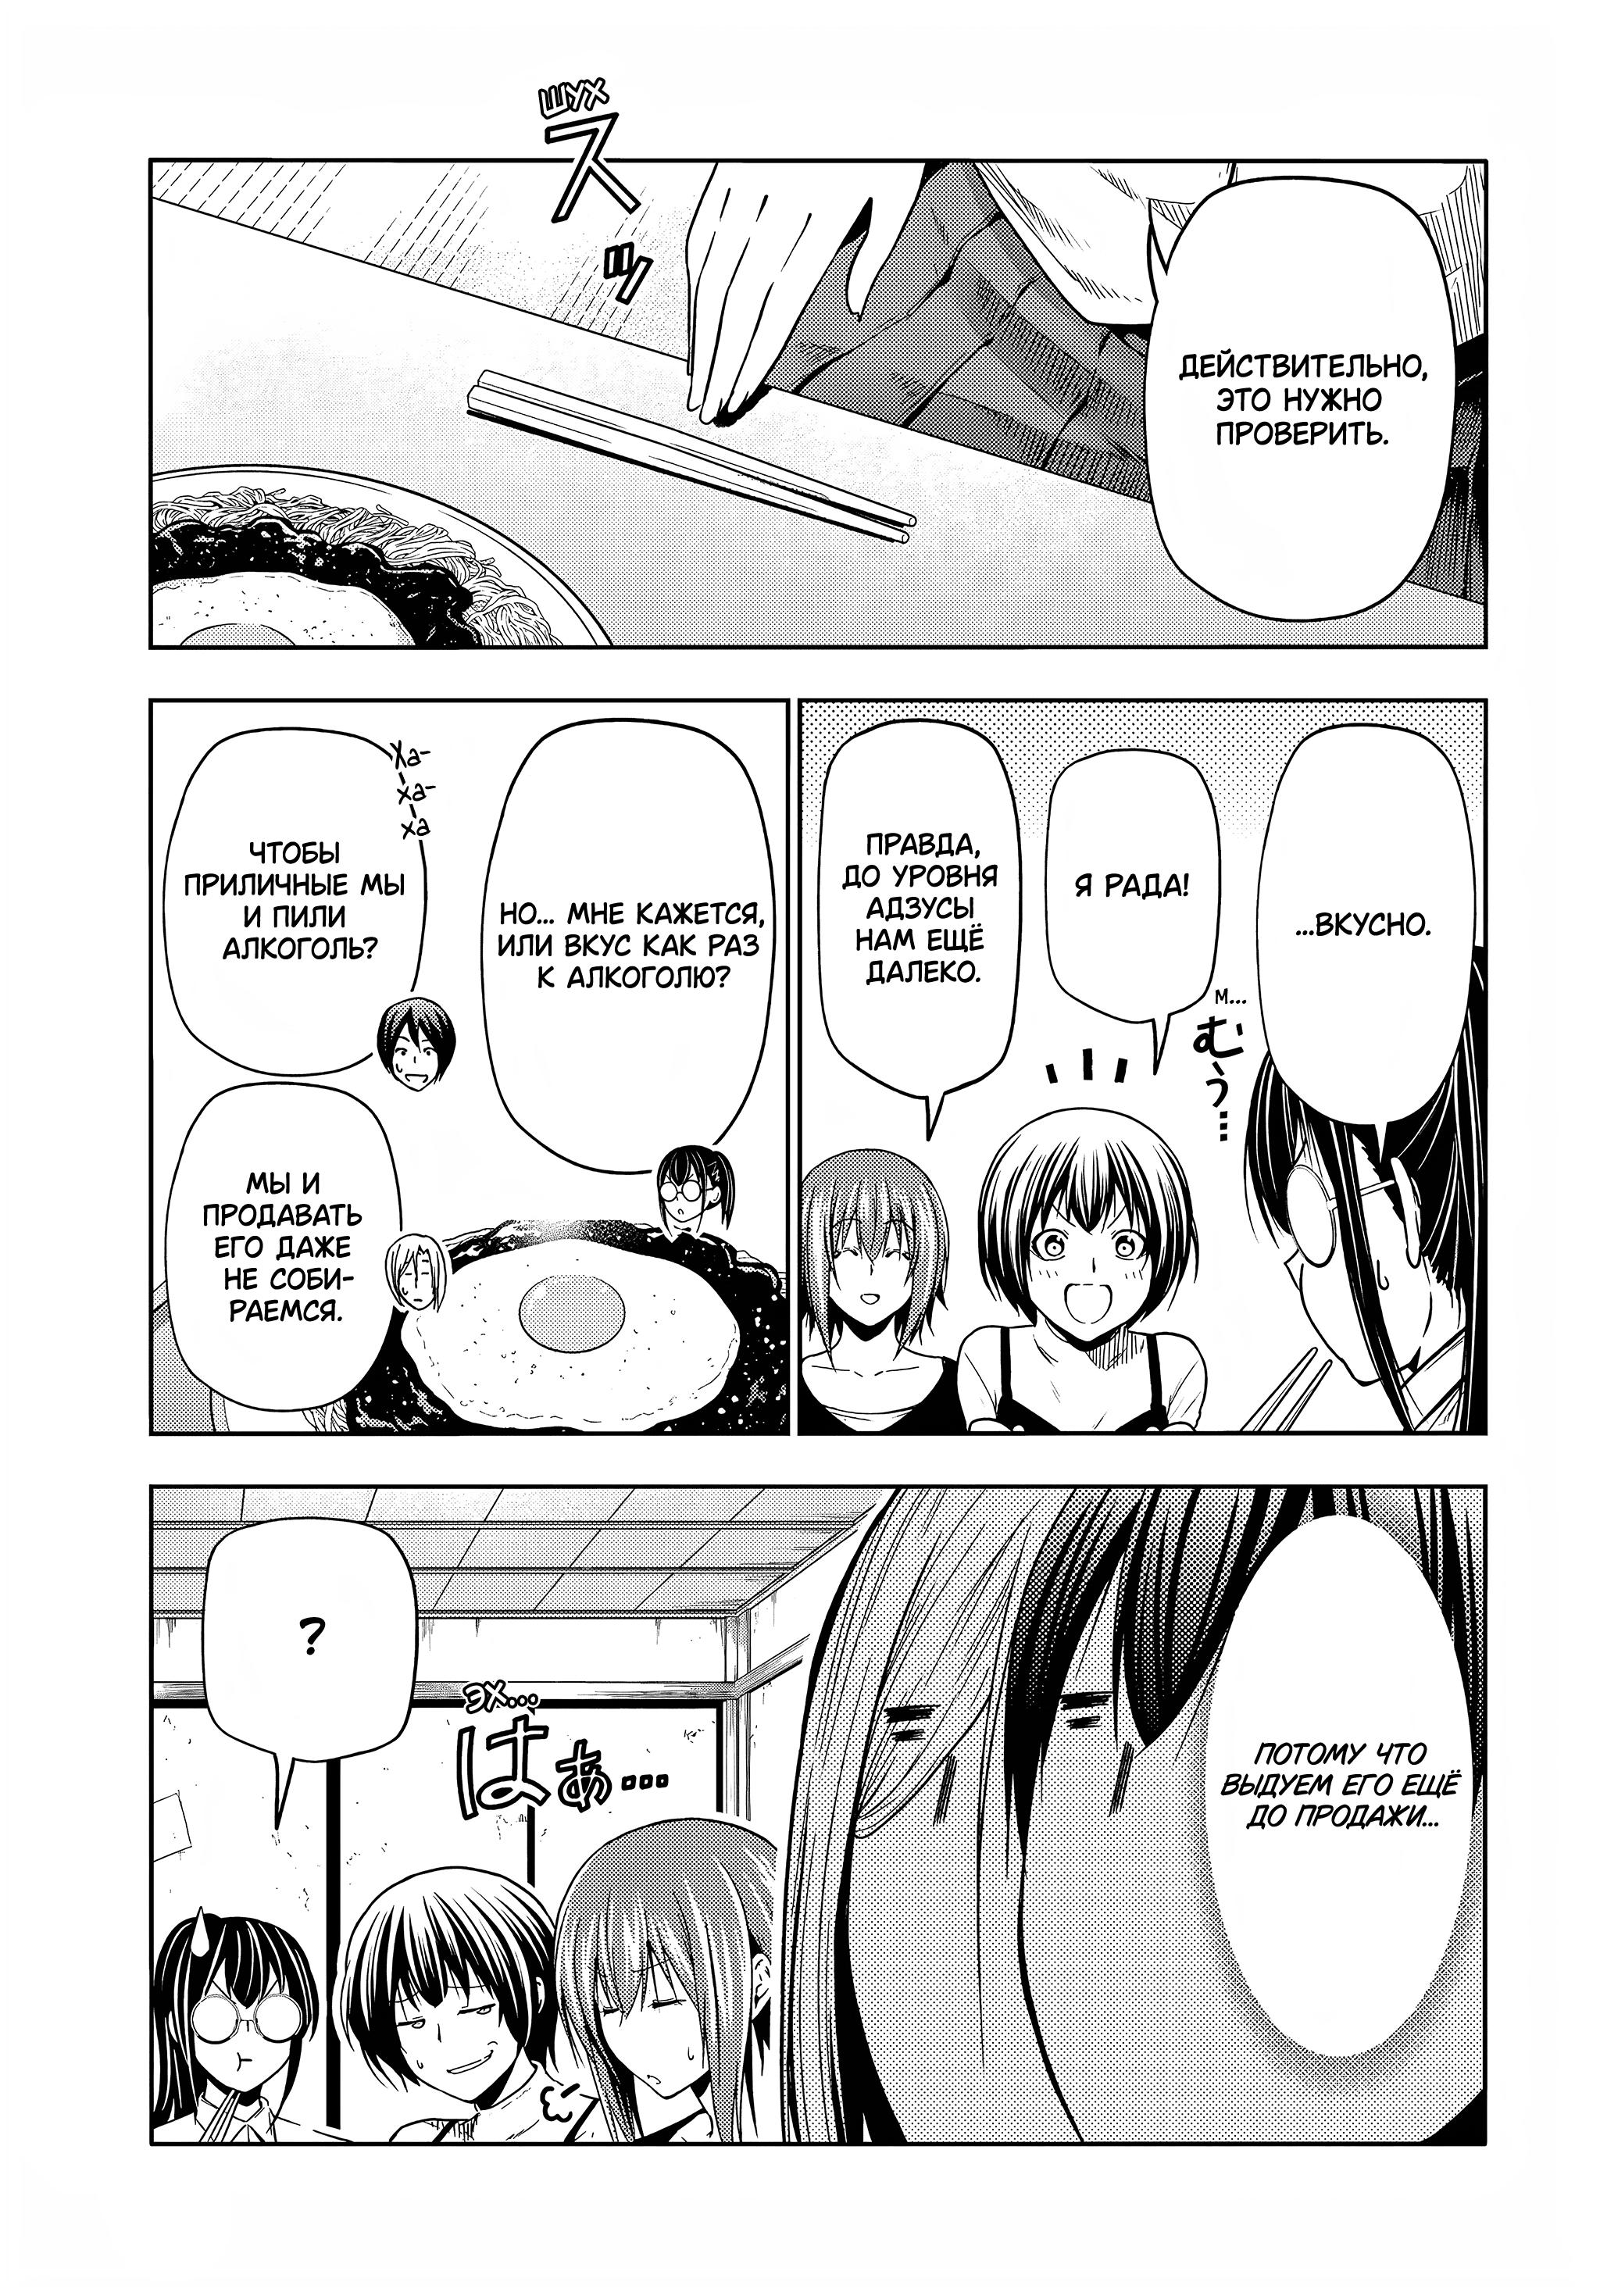 ШУХ
スッ
ДЕЙСТВИТЕЛЬНО,
ЭТО НУЖНО
ПРОВЕРИТЬ.
...ВКУСНО.
М...
むぅ...
Я РАДА!
ПРАВДА,
ДО УРОВНЯ
АДЗУСЫ
НАМ ЕЩЁ
ДАЛЕКО.
НО... МНЕ КАЖЕТСЯ,
ИЛИ ВКУС КАК РАЗ
К АЛКОГОЛЮ?
Ха-
ха-
ха
ЧТОБЫ
ПРИЛИЧНЫЕ МЫ
И ПИЛИ
АЛКОГОЛЬ?
МЫ И
ПРОДАВАТЬ
ЕГО ДАЖЕ
НЕ СОБИ-
РАЕМСЯ.
ПОТОМУ ЧТО
ВЫДУЕМ ЕГО ЕЩЁ
ДО ПРОДАЖИ...
ЭХ...
はぁ...
?